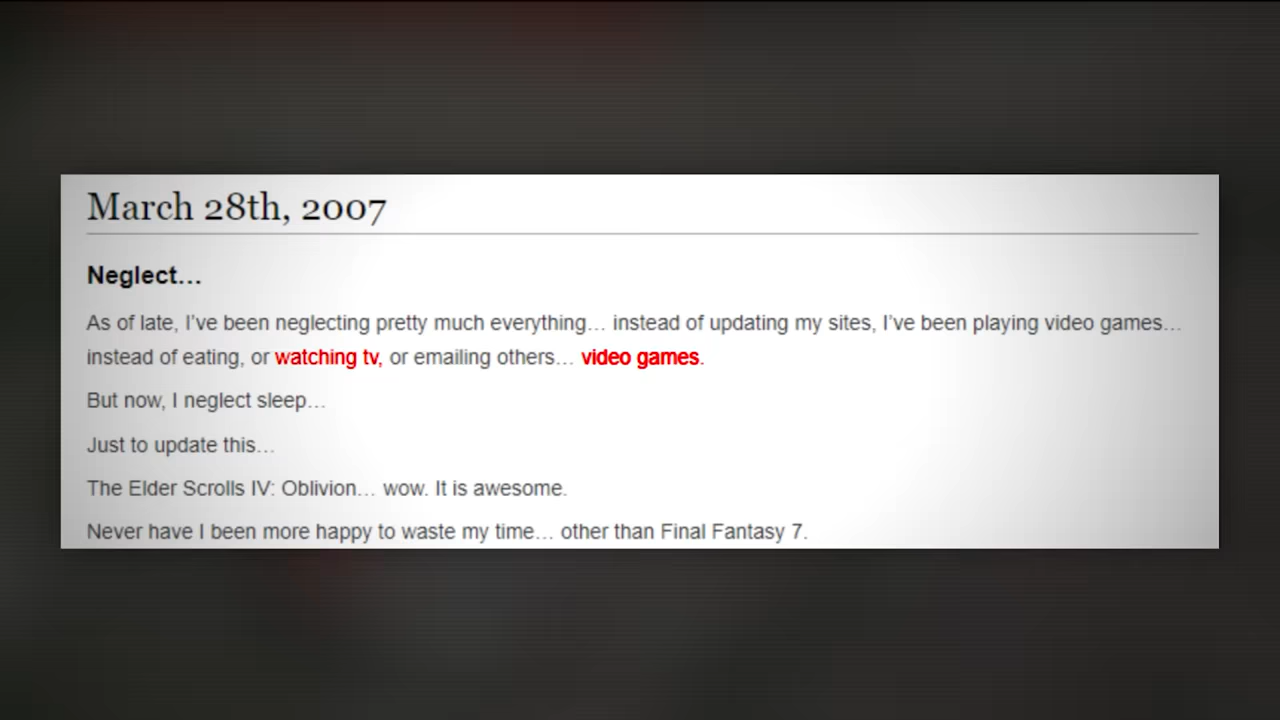 March 28th, 2007
Neglect…
As of late, I’ve been neglecting pretty much everything… instead of updating my sites, I’ve been playing video games…
instead of eating, or watching tv, or emailing others… video games.
But now, I neglect sleep…
Just to update this…
The Elder Scrolls IV: Oblivion… wow. It is awesome.
Never have I been more happy to waste my time… other than Final Fantasy 7.